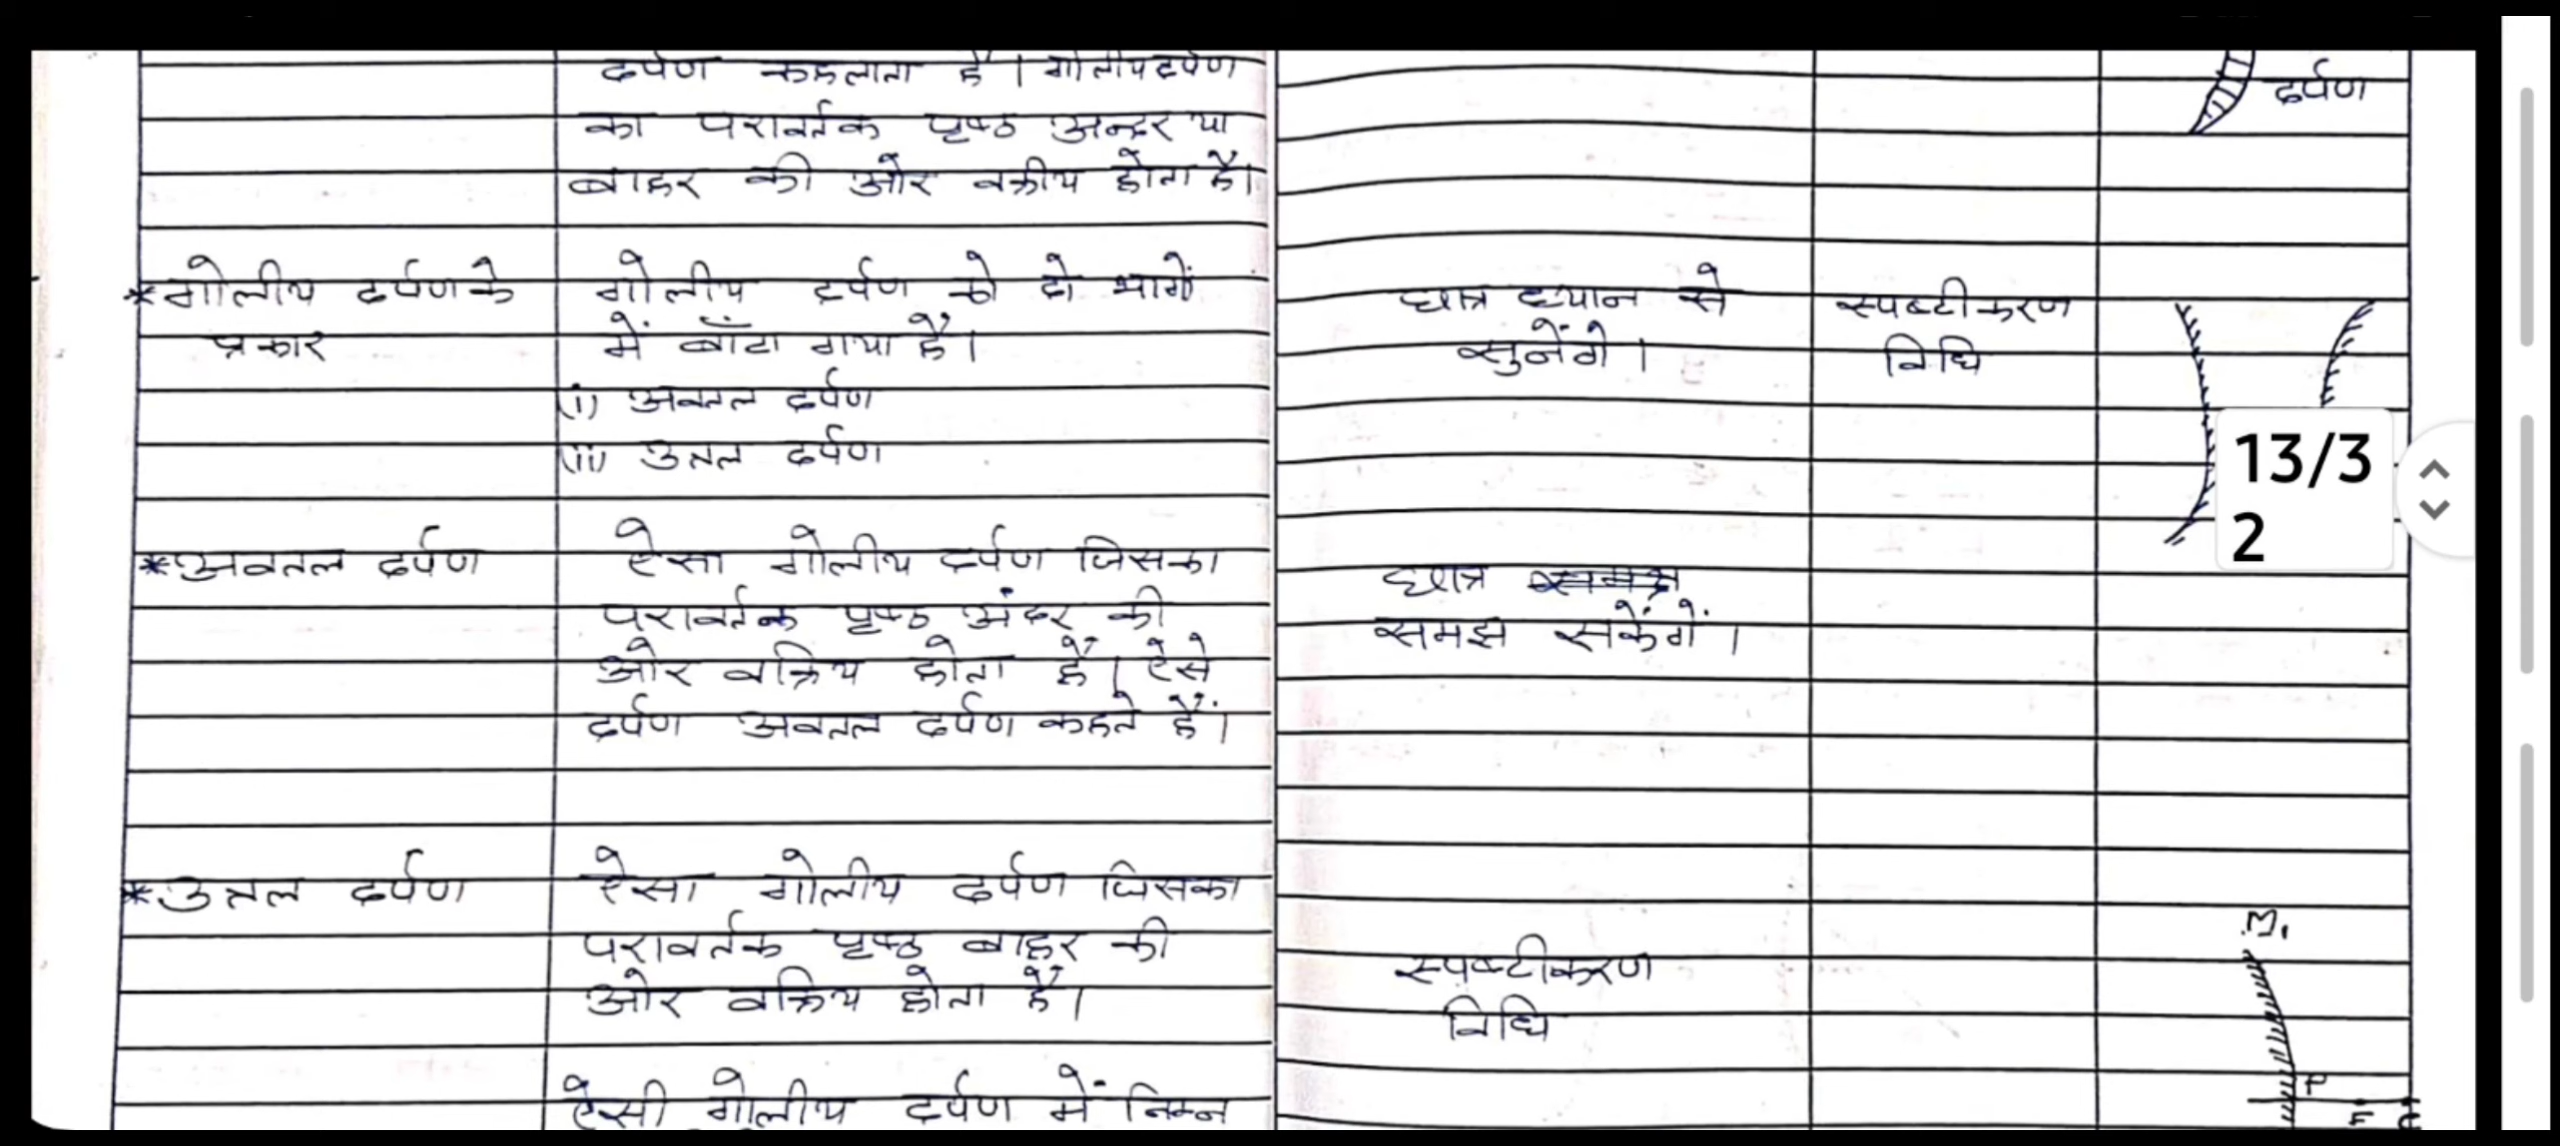 दर्पण कहलाता है। गोलीय दर्पण
का परावर्तक पृष्ठ अन्दर या
बाहर की ओर वक्रीय होता है।
*गोलीय दर्पण के
प्रकार
गोलीय दर्पण को दो भागों
में बाँटा गया है।
(i) अवतल दर्पण
(ii) उत्तल दर्पण
*अवतल दर्पण
ऐसा गोलीय दर्पण जिसका
परावर्तक पृष्ठ अंदर की
ओर वक्रिय होता है। ऐसे
दर्पण अवतल दर्पण कहते हैं।
*उत्तल दर्पण
ऐसा गोलीय दर्पण जिसका
परावर्तक पृष्ठ बाहर की
ओर वक्रिय होता है।
ऐसी गोलीय दर्पण में निम्न
दर्पण
छात्र ध्यान से
सुनेंगे।
स्पष्टीकरण
विधि
13/3
2
छात्र समझ
समझ सकेंगें।
स्पष्टीकरण
विधि
M₁
P